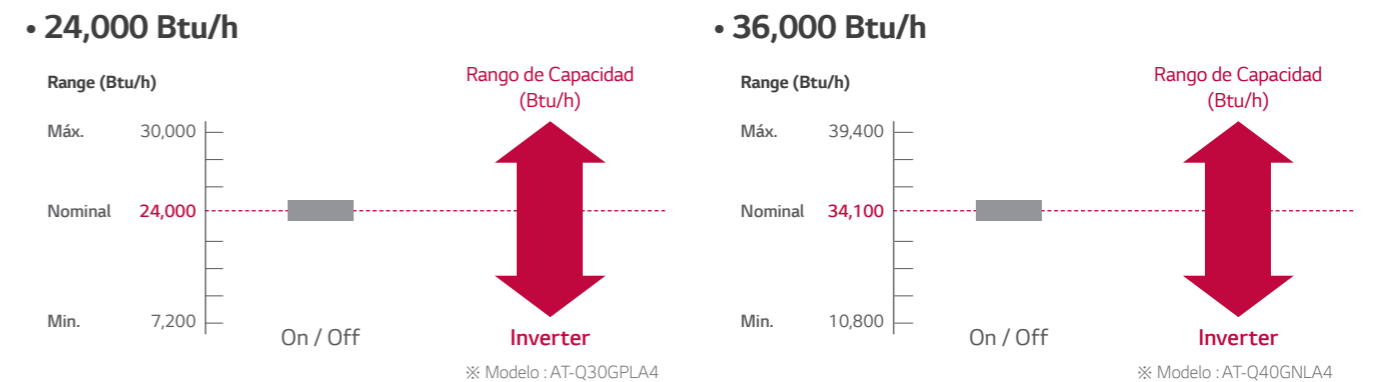 • 24,000 Btu/h
Range (Btu/h)
Rango de Capacidad
(Btu/h)
Máx. 30,000
Nominal 24,000
Min. 7,200
On / Off
Inverter
※ Modelo : AT-Q30GPLA4
• 36,000 Btu/h
Range (Btu/h)
Rango de Capacidad
(Btu/h)
Máx. 39,400
Nominal 34,100
Min. 10,800
On / Off
Inverter
※ Modelo : AT-Q40GNLA4